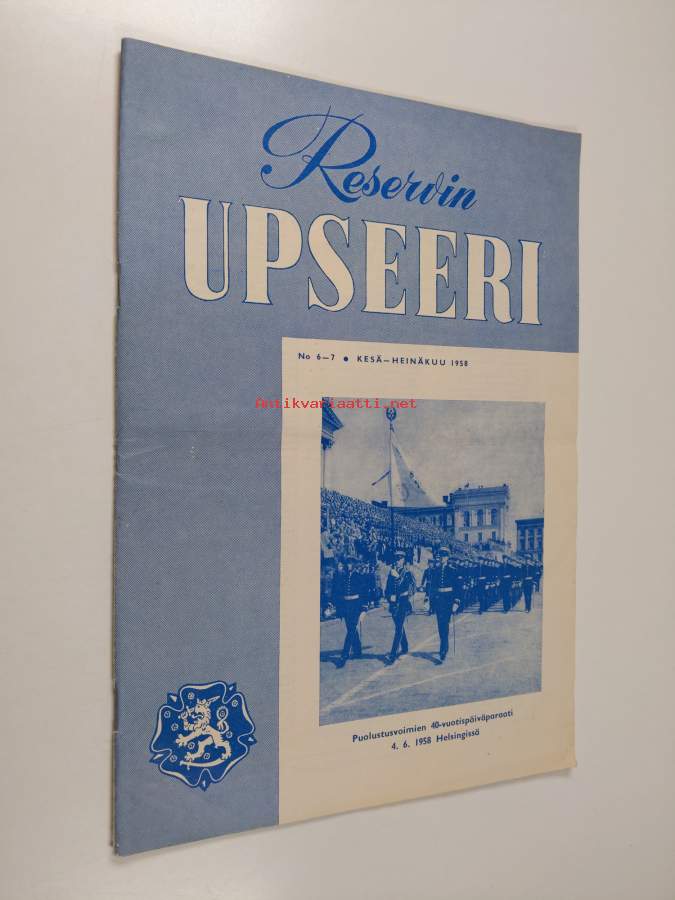 Reservin
UPSEERI
No 6—7 ● KESÄ—HEINÄKUU 1958
Antikvariaatti.net
Puolustusvoimien 40-vuotispäiväparaati
4. 6. 1958 Helsingissä